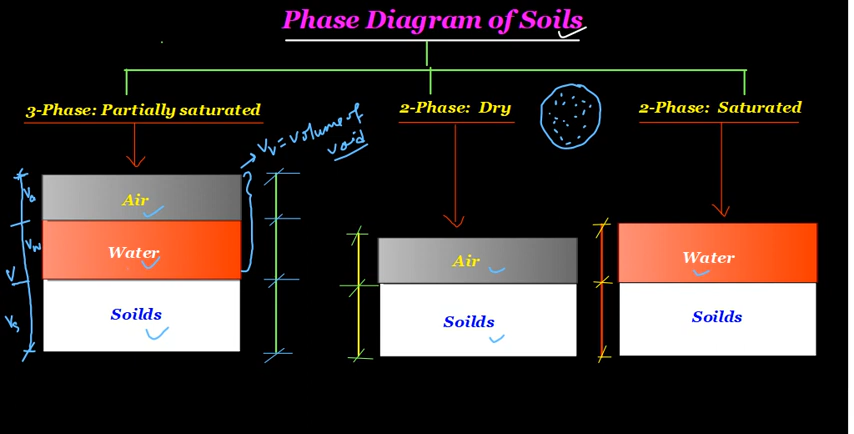 Phase Diagram of Soils
3-Phase: Partially saturated
2-Phase: Dry
2-Phase: Saturated
Vv = Volume of
void
Air
Water
Soilds
Va
Vw
V
Vs
Air
Soilds
Water
Soilds